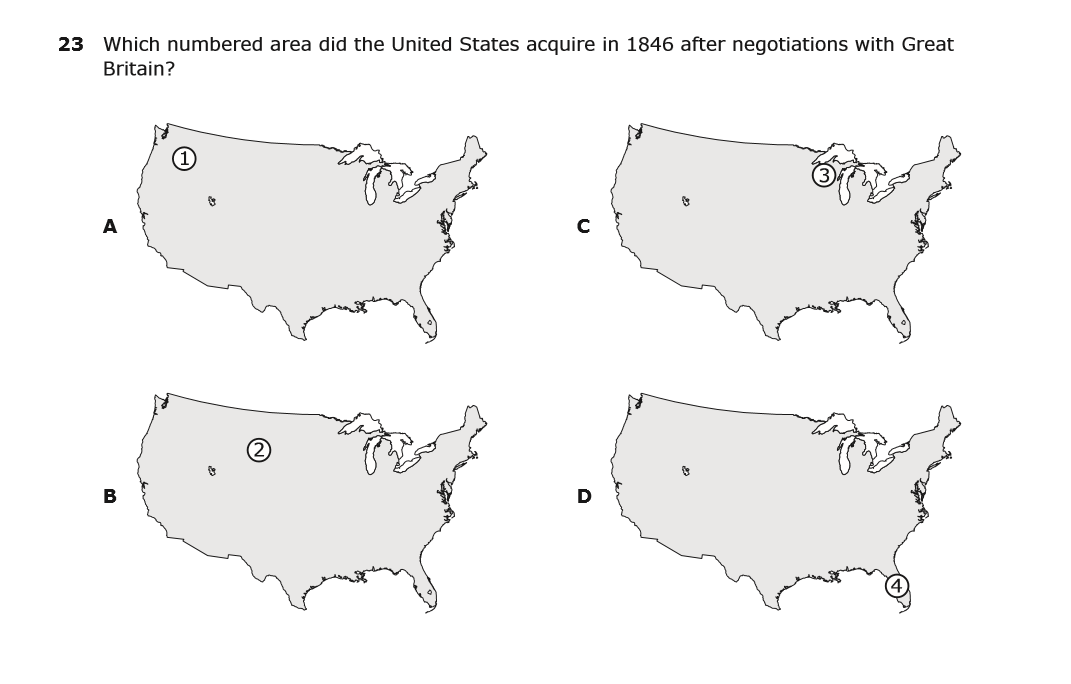 23 Which numbered area did the United States acquire in 1846 after negotiations with Great
Britain?
A
1
C
3
B
2
D
4